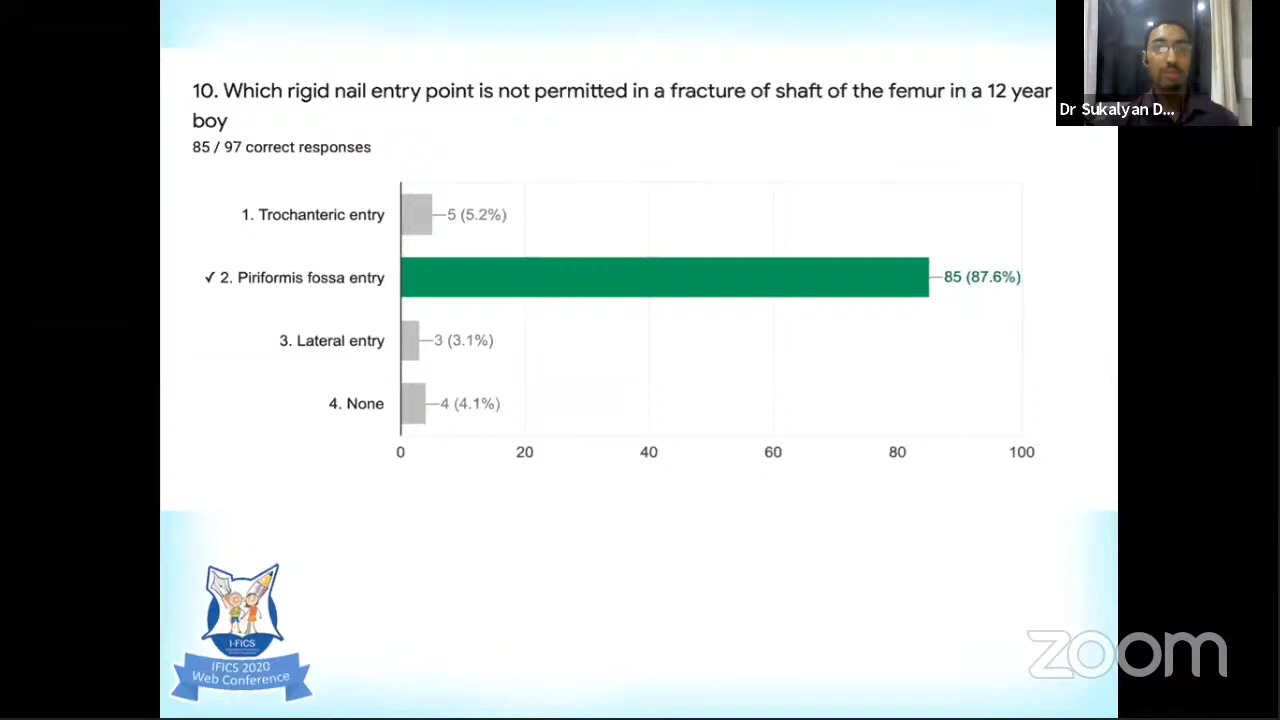 10. Which rigid nail entry point is not permitted in a fracture of shaft of the femur in a 12 year
boy
85 / 97 correct responses
1. Trochanteric entry
5 (5.2%)
✓ 2. Piriformis fossa entry
85 (87.6%)
3. Lateral entry
3 (3.1%)
4. None
4 (4.1%)
0 20 40 60 80 100
Dr Sukalyan D...
I-FICS
IFICS 2020
Web Conference
zoom